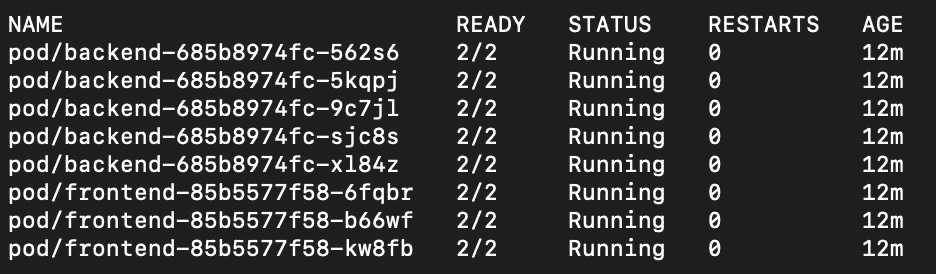 NAME READY STATUS RESTARTS AGE
pod/backend-685b8974fc-562s6 2/2 Running 0 12m
pod/backend-685b8974fc-5kqpj 2/2 Running 0 12m
pod/backend-685b8974fc-9c7jl 2/2 Running 0 12m
pod/backend-685b8974fc-sjc8s 2/2 Running 0 12m
pod/backend-685b8974fc-xl84z 2/2 Running 0 12m
pod/frontend-85b5577f58-6fqbr 2/2 Running 0 12m
pod/frontend-85b5577f58-b66wf 2/2 Running 0 12m
pod/frontend-85b5577f58-kw8fb 2/2 Running 0 12m